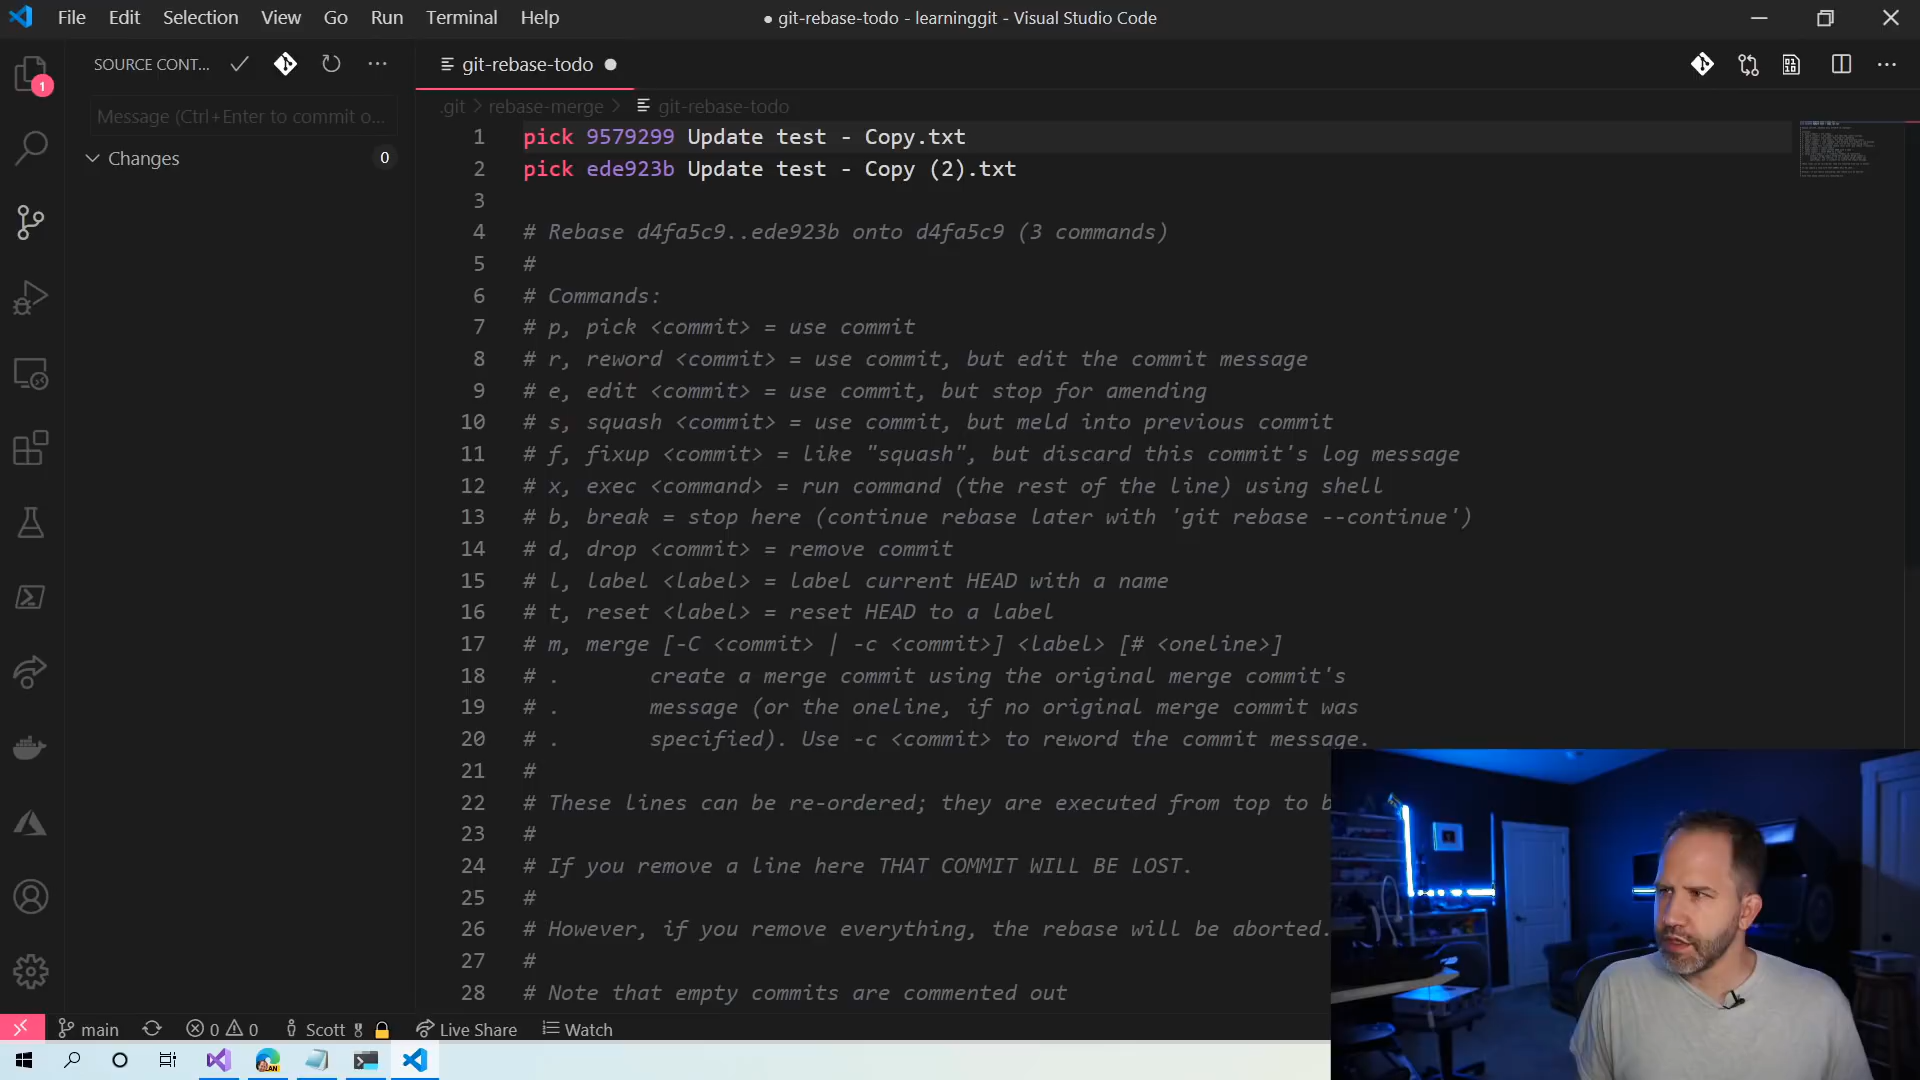 File Edit Selection View Go Run Terminal Help
● git-rebase-todo - learninggit - Visual Studio Code
SOURCE CONT...
git-rebase-todo
1
Message (Ctrl+Enter to commit o...
.git > rebase-merge > git-rebase-todo
Changes 0
1 pick 9579299 Update test - Copy.txt
2 pick ede923b Update test - Copy (2).txt
3
4 # Rebase d4fa5c9..ede923b onto d4fa5c9 (3 commands)
5 #
6 # Commands:
7 # p, pick <commit> = use commit
8 # r, reword <commit> = use commit, but edit the commit message
9 # e, edit <commit> = use commit, but stop for amending
10 # s, squash <commit> = use commit, but meld into previous commit
11 # f, fixup <commit> = like "squash", but discard this commit's log message
12 # x, exec <command> = run command (the rest of the line) using shell
13 # b, break = stop here (continue rebase later with 'git rebase --continue')
14 # d, drop <commit> = remove commit
15 # l, label <label> = label current HEAD with a name
16 # t, reset <label> = reset HEAD to a label
17 # m, merge [-C <commit> | -c <commit>] <label> [# <oneline>]
18 # . create a merge commit using the original merge commit's
19 # . message (or the oneline, if no original merge commit was
20 # . specified). Use -c <commit> to reword the commit message.
21 #
22 # These lines can be re-ordered; they are executed from top to b
23 #
24 # If you remove a line here THAT COMMIT WILL BE LOST.
25 #
26 # However, if you remove everything, the rebase will be aborted.
27 #
28 # Note that empty commits are commented out
main 0 0 Scott Live Share Watch